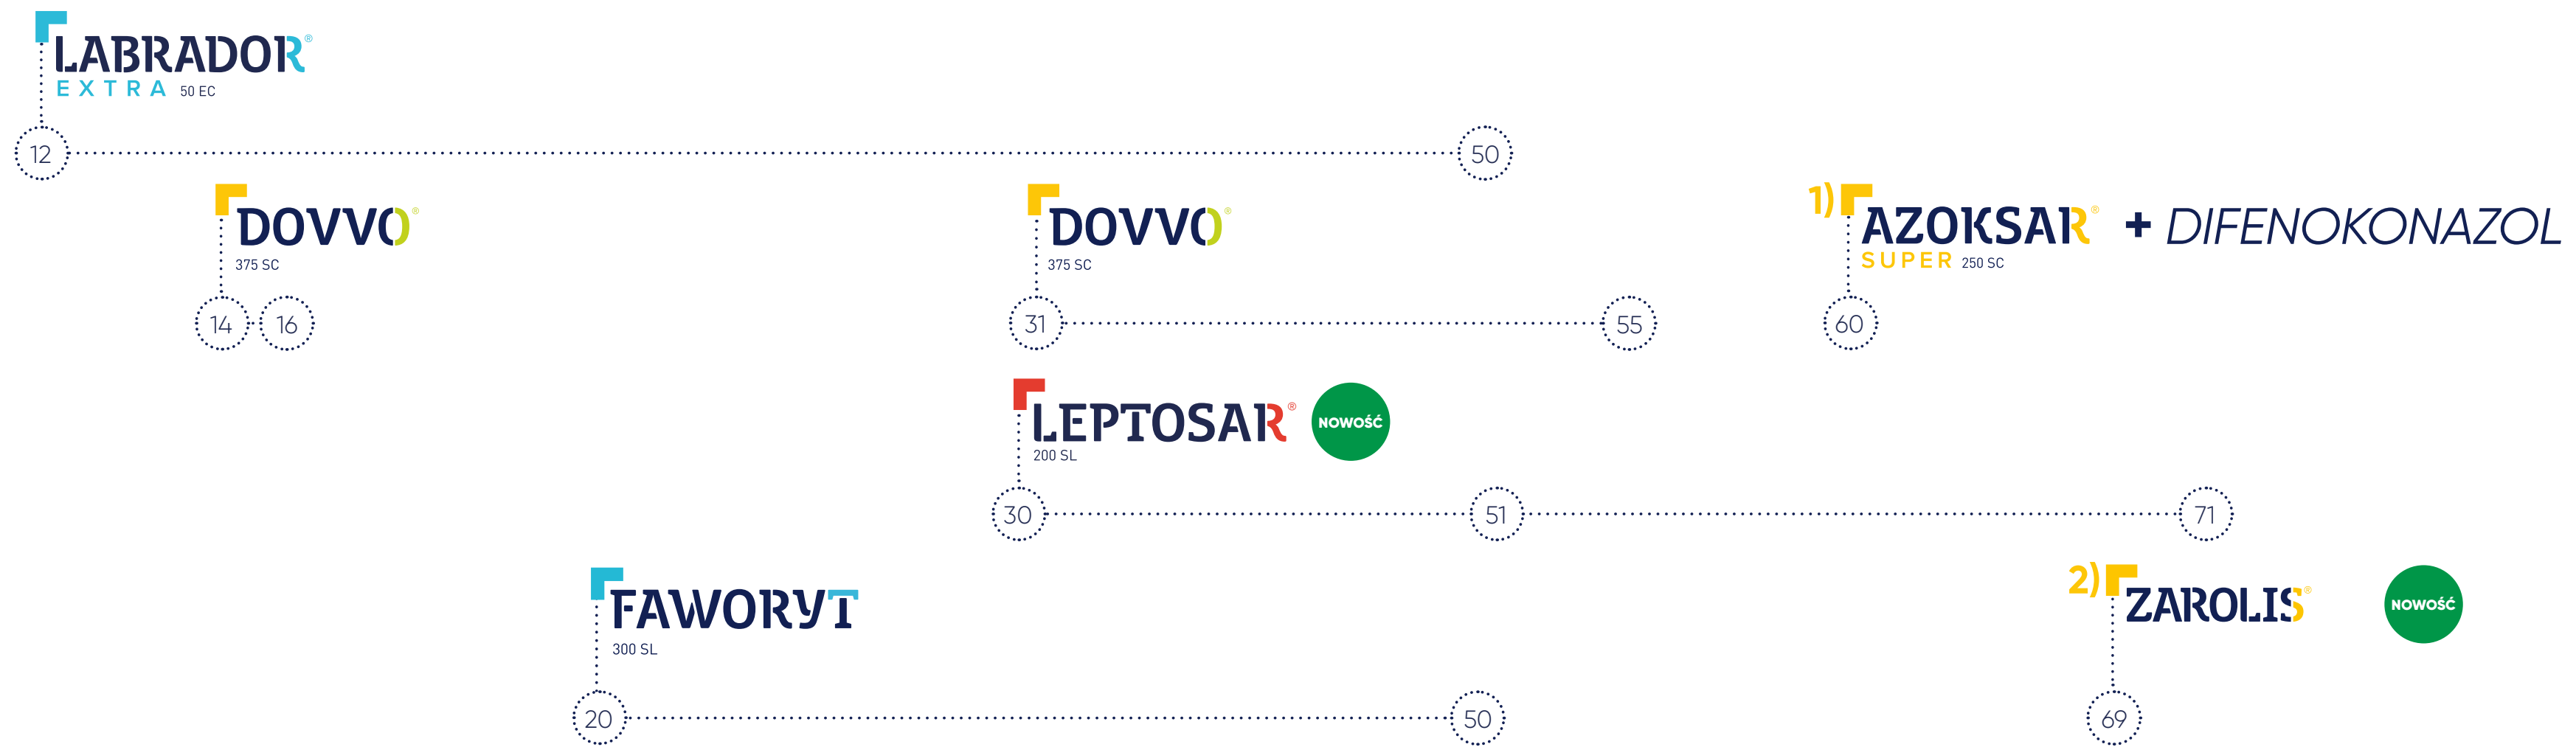 LABRADOR®
EXTRA 50 EC
12 50
DOVVO®
375 SC
14 16
DOVVO®
375 SC
31 55
1) AZOKSAR® + DIFENOKONAZOL
SUPER 250 SC
60
LEPTOSAR® NOWOŚĆ
200 SL
30 51 71
FAWORYT
300 SL
20 50
2) ZAROLIS® NOWOŚĆ
69